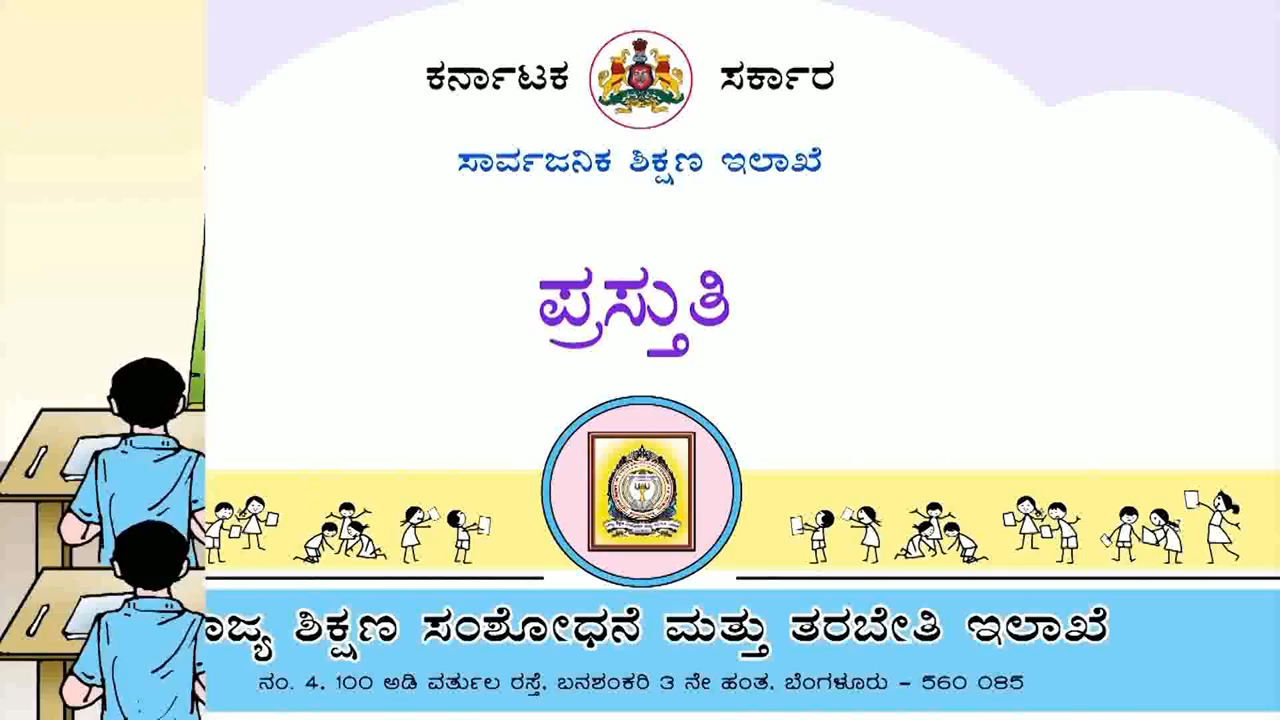 ಕರ್ನಾಟಕ ಸರ್ಕಾರ
ಸಾರ್ವಜನಿಕ ಶಿಕ್ಷಣ ಇಲಾಖೆ
ಪ್ರಸ್ತುತಿ
ಶಿಕ್ಷಣ ಸಂಶೋಧನೆ ಮತ್ತು ತರಬೇತಿ ಇಲಾಖೆ
ನಂ. 4, 100 ಅಡಿ ವರ್ತುಲ ರಸ್ತೆ, ಬನಶಂಕರಿ 3 ನೇ ಹಂತ, ಬೆಂಗಳೂರು - 560 085